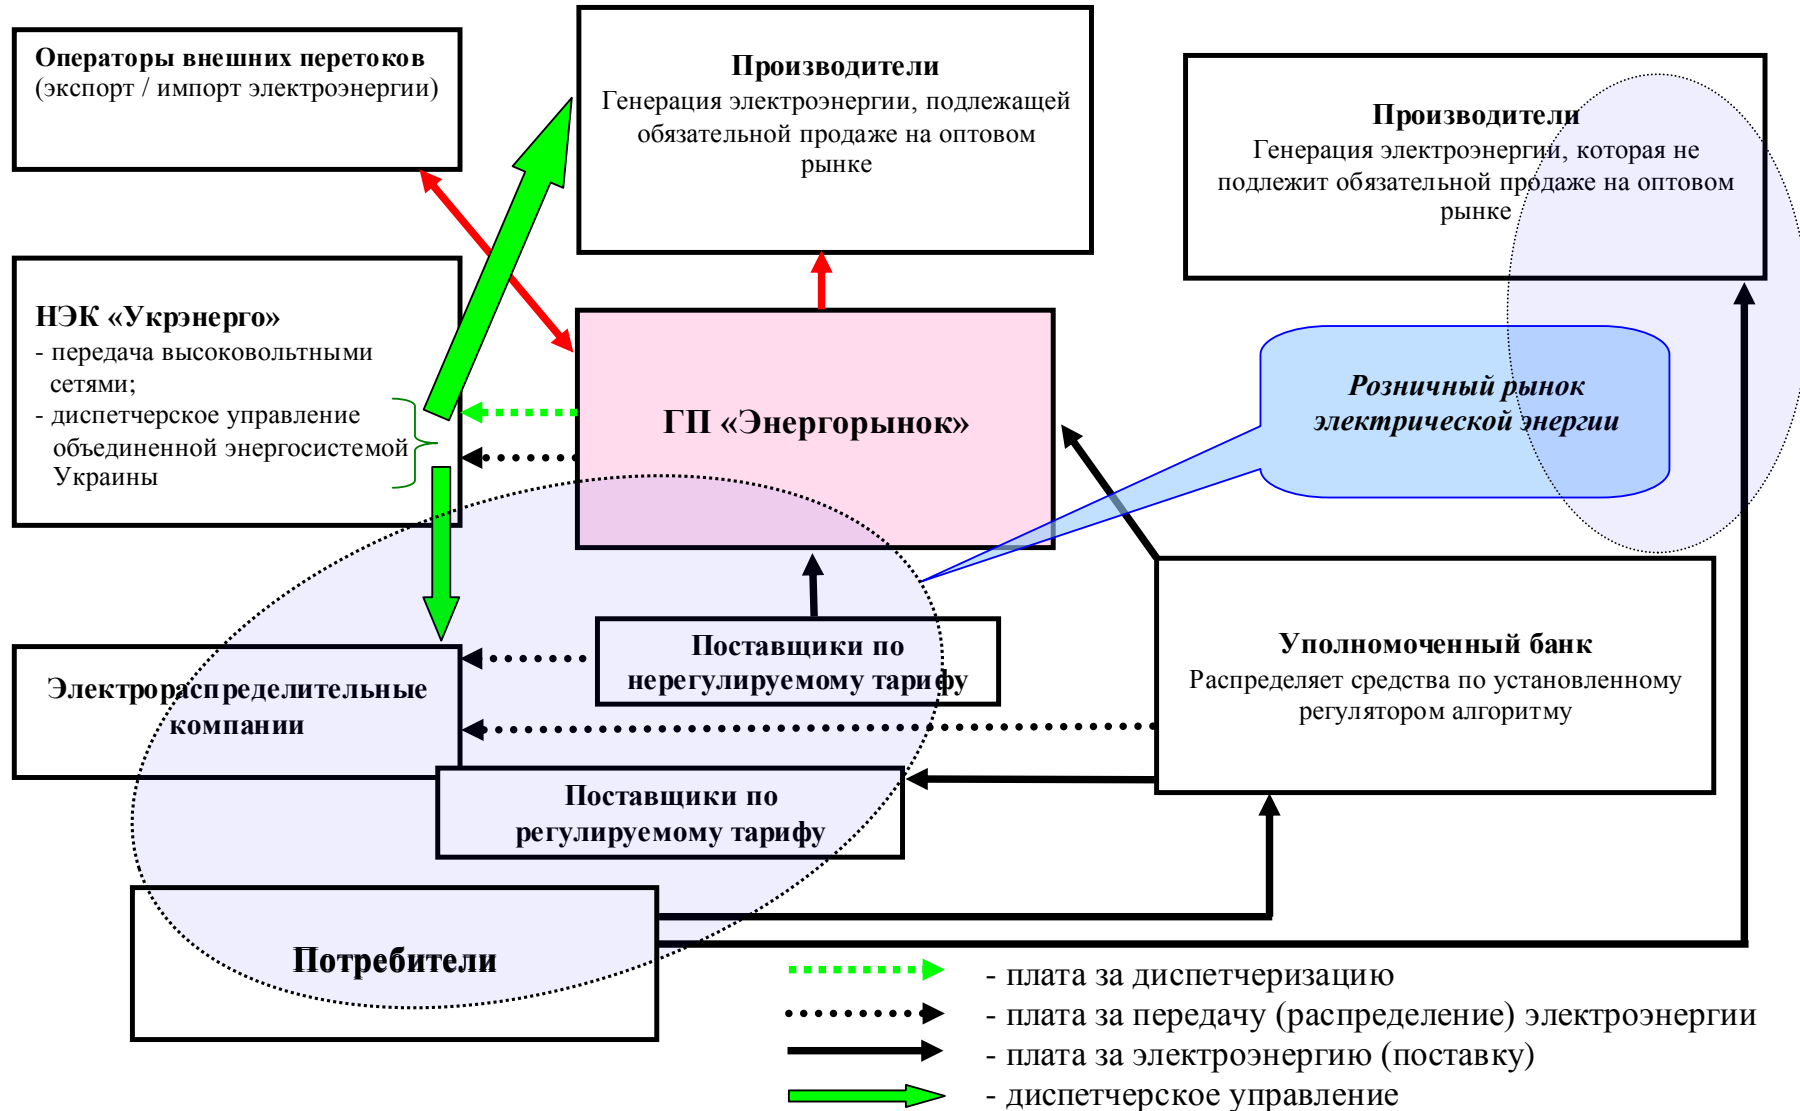 Операторы внешних перетоков
(экспорт / импорт электроэнергии)
Производители
Генерация электроэнергии, подлежащей
обязательной продаже на оптовом
рынке
Производители
Генерация электроэнергии, которая не
подлежит обязательной продаже на оптовом
рынке
НЭК «Укрэнерго»
- передача высоковольтными
сетями;
- диспетчерское управление
объединенной энергосистемой
Украины
ГП «Энергорынок»
Розничный рынок
электрической энергии
Поставщики по
нерегулируемому тарифу
Уполномоченный банк
Распределяет средства по установленному
регулятором алгоритму
Электрораспределительные
компании
Поставщики по
регулируемому тарифу
Потребители
- плата за диспетчеризацию
- плата за передачу (распределение) электроэнергии
- плата за электроэнергию (поставку)
- диспетчерское управление